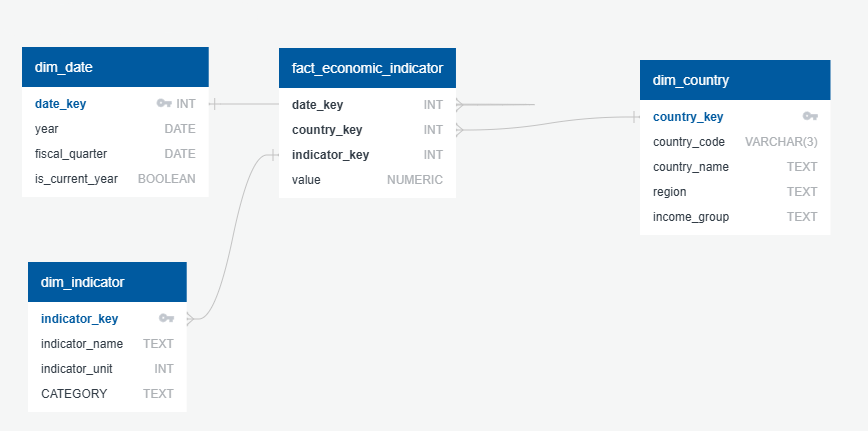 dim_date
date_key INT
year DATE
fiscal_quarter DATE
is_current_year BOOLEAN
fact_economic_indicator
date_key INT
country_key INT
indicator_key INT
value NUMERIC
dim_country
country_key
country_code VARCHAR(3)
country_name TEXT
region TEXT
income_group TEXT
dim_indicator
indicator_key
indicator_name TEXT
indicator_unit INT
CATEGORY TEXT